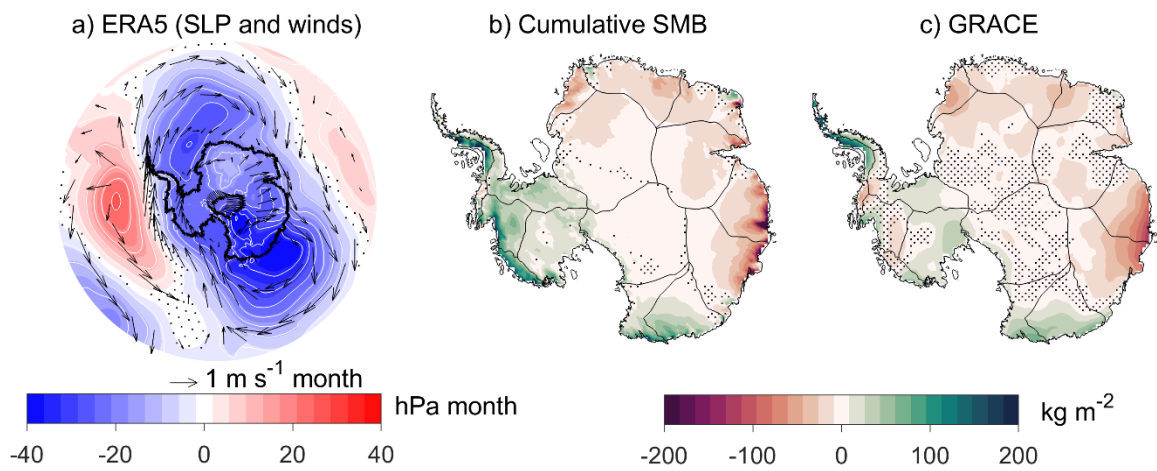 a) ERA5 (SLP and winds)
b) Cumulative SMB
c) GRACE
1 m s⁻¹ month
hPa month
-40 -20 0 20 40
kg m⁻²
-200 -100 0 100 200